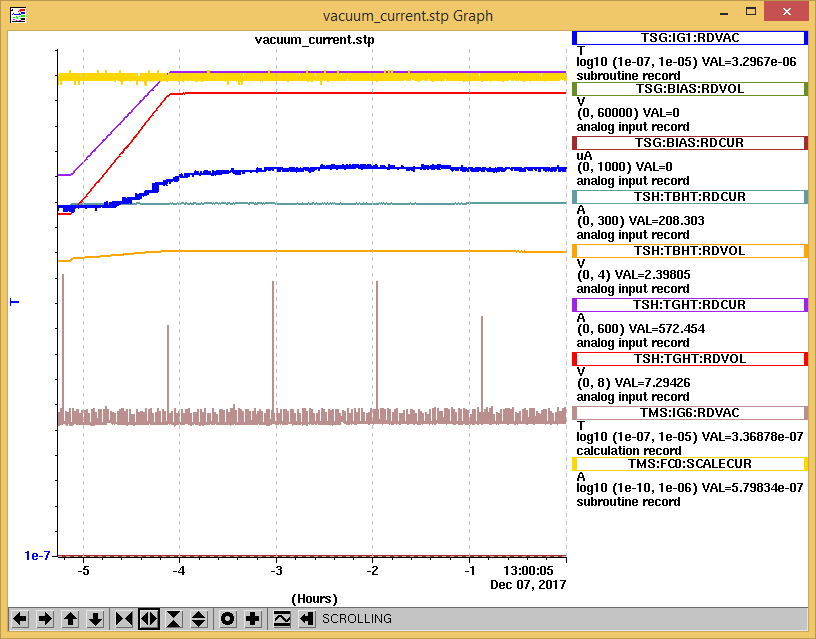 vacuum_current.stp Graph
vacuum_current.stp
T
1e-7
-5
-4
-3
-2
-1
13:00:05
Dec 07, 2017
(Hours)
TSG:IG1:RDVAC
T
log10 (1e-07, 1e-05) VAL=3.2967e-06
subroutine record
TSG:BIAS:RDVOL
V
(0, 60000) VAL=0
analog input record
TSG:BIAS:RDCUR
uA
(0, 1000) VAL=0
analog input record
TSH:TBHT:RDCUR
A
(0, 300) VAL=208.303
analog input record
TSH:TBHT:RDVOL
V
(0, 4) VAL=2.39805
analog input record
TSH:TGHT:RDCUR
A
(0, 600) VAL=572.454
analog input record
TSH:TGHT:RDVOL
V
(0, 8) VAL=7.29426
analog input record
TMS:IG6:RDVAC
T
log10 (1e-07, 1e-05) VAL=3.36878e-07
calculation record
TMS:FC0:SCALECUR
A
log10 (1e-10, 1e-06) VAL=5.79834e-07
subroutine record
SCROLLING